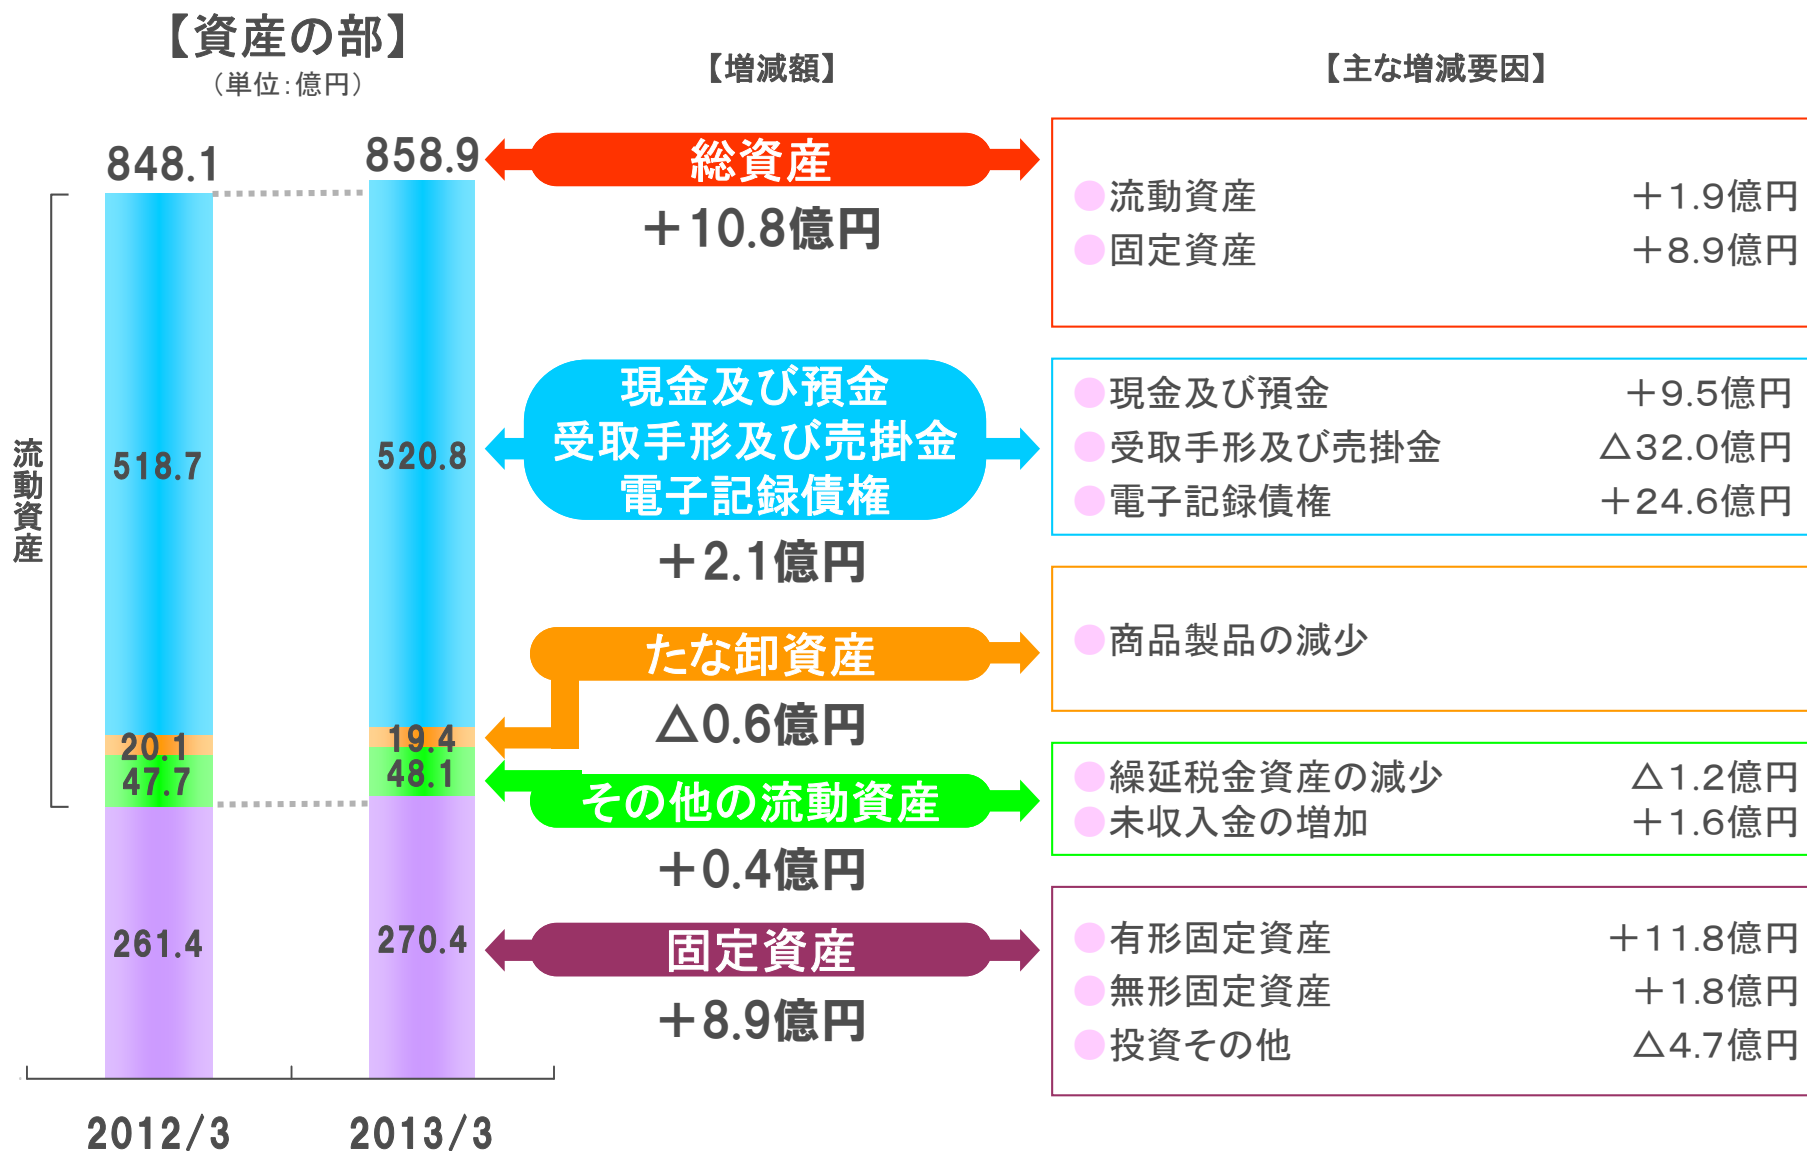 【資産の部】
（単位：億円）
【増減額】
【主な増減要因】
848.1
858.9
518.7
520.8
20.1
19.4
47.7
48.1
261.4
270.4
流動資産
2012/3
2013/3
総資産
＋10.8億円
流動資産 ＋1.9億円
固定資産 ＋8.9億円
現金及び預金
受取手形及び売掛金
電子記録債権
＋2.1億円
現金及び預金 ＋9.5億円
受取手形及び売掛金 △32.0億円
電子記録債権 ＋24.6億円
たな卸資産
△0.6億円
商品製品の減少
その他の流動資産
＋0.4億円
繰延税金資産の減少 △1.2億円
未収入金の増加 ＋1.6億円
固定資産
＋8.9億円
有形固定資産 ＋11.8億円
無形固定資産 ＋1.8億円
投資その他 △4.7億円